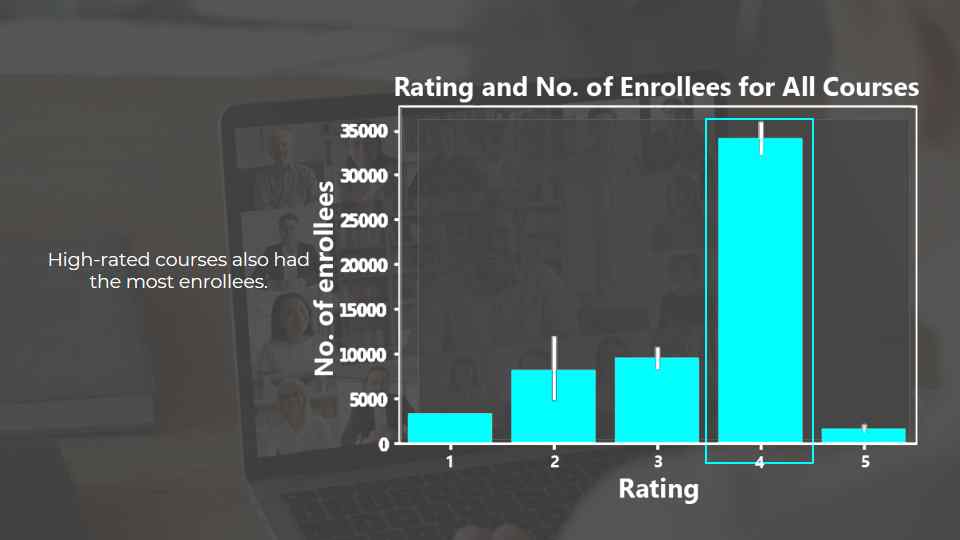 Rating and No. of Enrollees for All Courses
High-rated courses also had
the most enrollees.
No. of enrollees
35000
30000
25000
20000
15000
10000
5000
0
1 2 3 4 5
Rating